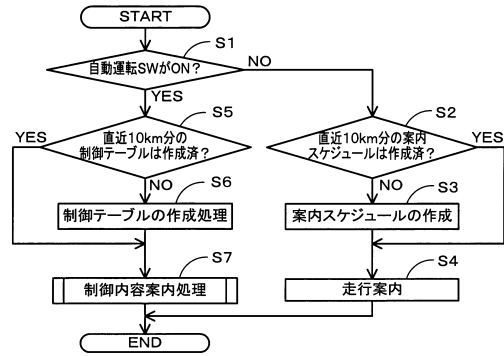 START
S1
自動運転SWがON？
NO
YES
S5
S2
YES
直近10km分の
制御テーブルは作成済？
直近10km分の案内
スケジュールは作成済？
YES
NO
S6
NO
S3
制御テーブルの作成処理
案内スケジュールの作成
S7
S4
制御内容案内処理
走行案内
END